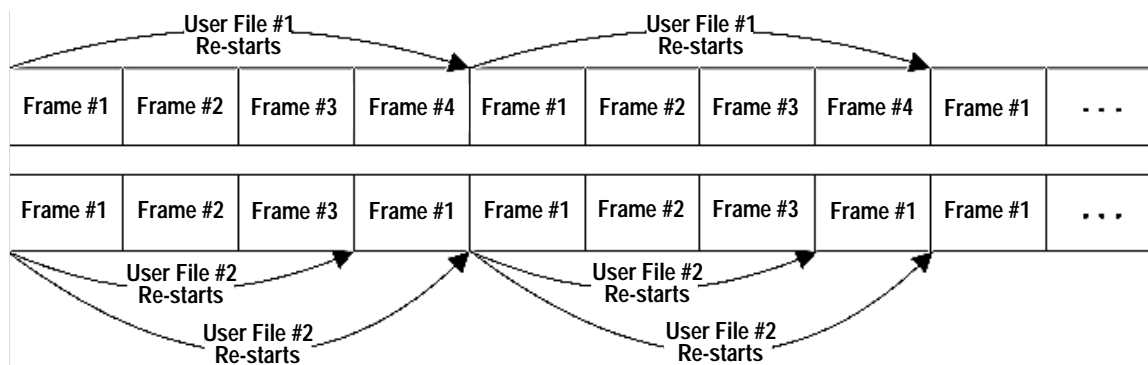 User File #1
Re-starts
User File #1
Re-starts
Frame #1 Frame #2 Frame #3 Frame #4 Frame #1 Frame #2 Frame #3 Frame #4 Frame #1 . . .
Frame #1 Frame #2 Frame #3 Frame #1 Frame #1 Frame #2 Frame #3 Frame #1 Frame #1 . . .
User File #2
Re-starts
User File #2
Re-starts
User File #2
Re-starts
User File #2
Re-starts